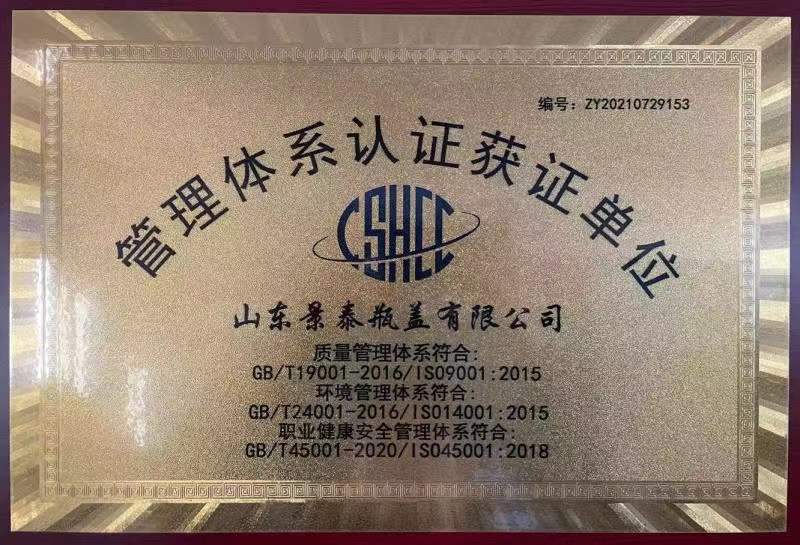 编号：ZY20210729153
管理体系认证获证单位
CSHCC
山东景泰瓶盖有限公司
质量管理体系符合：
GB/T19001-2016/ISO9001:2015
环境管理体系符合：
GB/T24001-2016/ISO14001:2015
职业健康安全管理体系符合：
GB/T45001-2020/ISO45001:2018